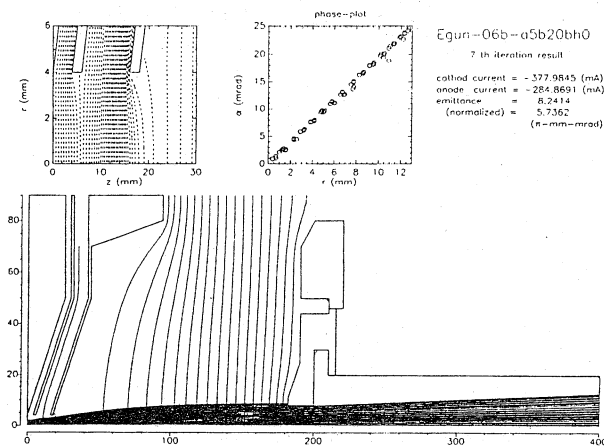 phase-plot
Egun-06b-a5b20bh0
7 th iteration result
cathod current = -377.9845 (mA)
anode current = -284.8691 (mA)
emittance = 8.2414
(normalized) = 5.7362
(π-mm-mrad)
6
4
2
0
r (mm)
0 10 20 30
z (mm)
25
20
15
10
5
0
α (mrad)
0 2 4 6 8 10 12
r (mm)
80
60
40
20
0
0 100 200 300 400